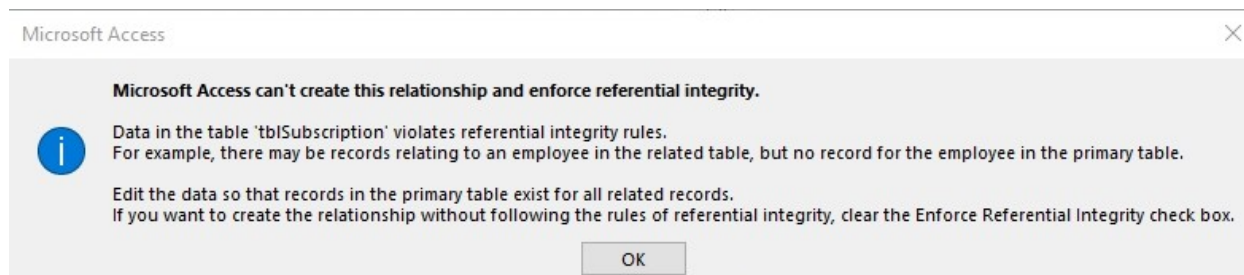 Microsoft Access
Microsoft Access can't create this relationship and enforce referential integrity.
Data in the table 'tblSubscription' violates referential integrity rules.
For example, there may be records relating to an employee in the related table, but no record for the employee in the primary table.
Edit the data so that records in the primary table exist for all related records.
If you want to create the relationship without following the rules of referential integrity, clear the Enforce Referential Integrity check box.
OK